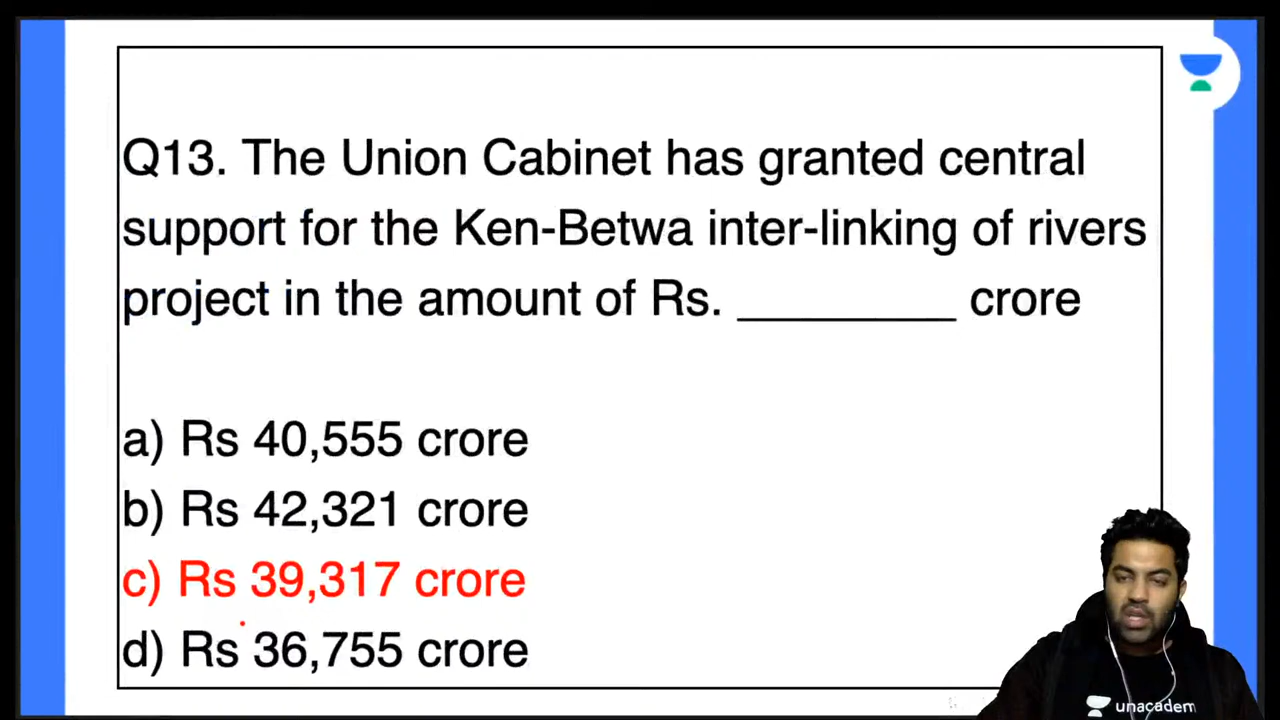 Q13. The Union Cabinet has granted central
support for the Ken-Betwa inter-linking of rivers
project in the amount of Rs. _________ crore
a) Rs 40,555 crore
b) Rs 42,321 crore
c) Rs 39,317 crore
d) Rs 36,755 crore
unacadem